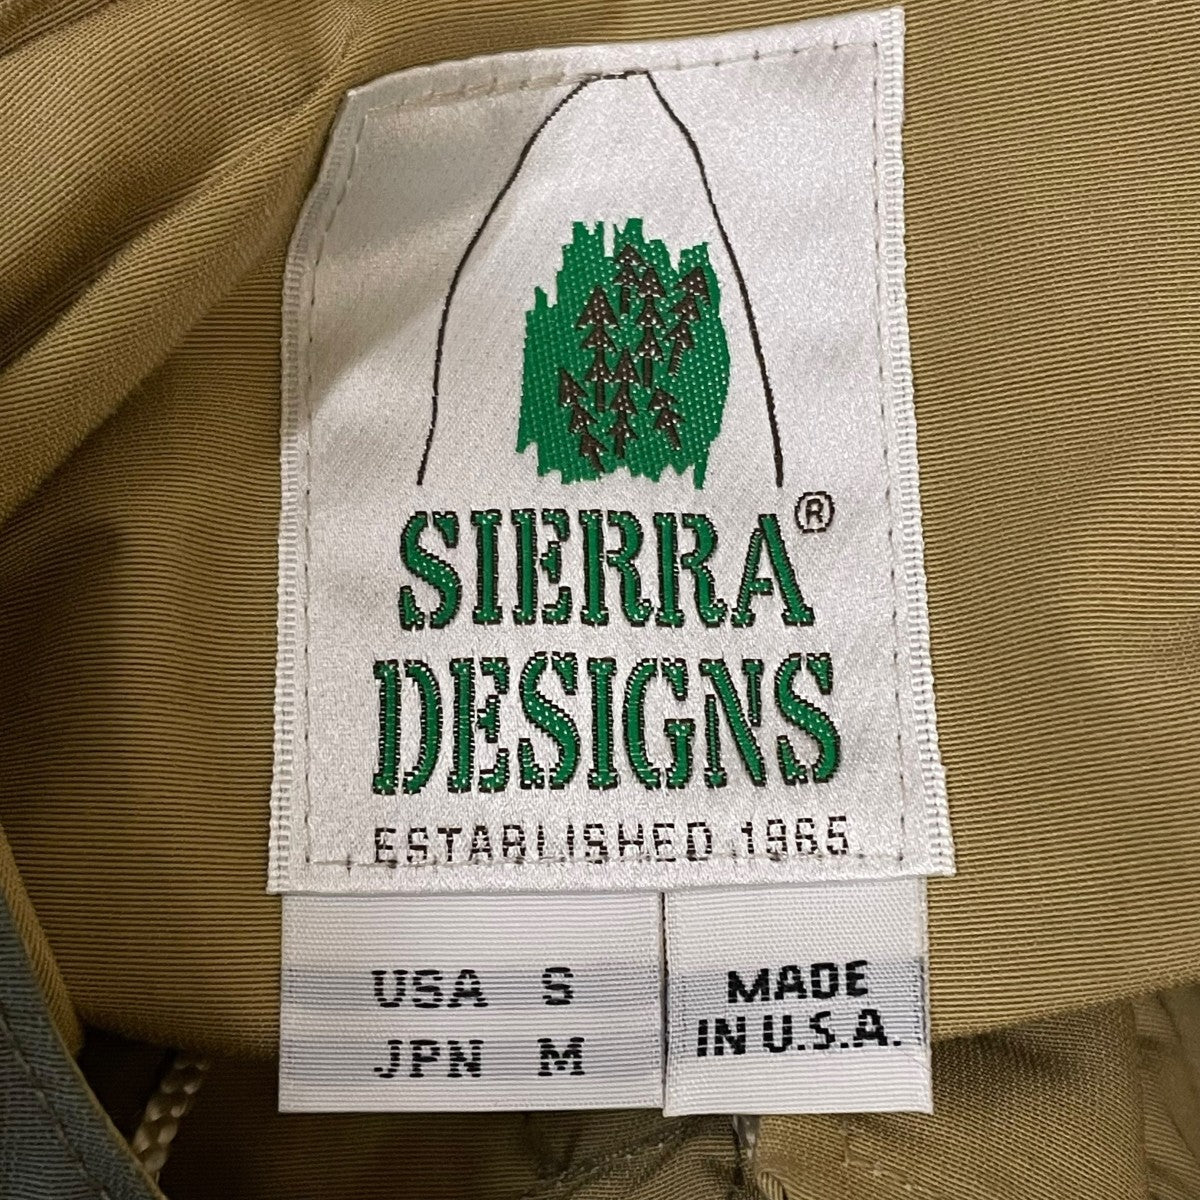 SIERRA®
DESIGNS
ESTABLISHED 1965
USA S
JPN M
MADE
IN U.S.A.